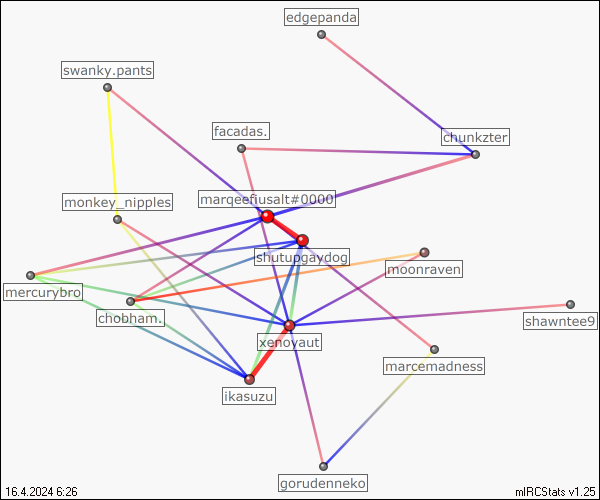 edgepanda
swanky.pants
facadas.
chunkzter
monkey_nipples
marqeefiusalt#0000
shutupgaydog
moonraven
mercurybro
chobham.
shawntee9
xenovaut
marcemadness
ikasuzu
gorudenneko
16.4.2024 6:26
mIRCStats v1.25